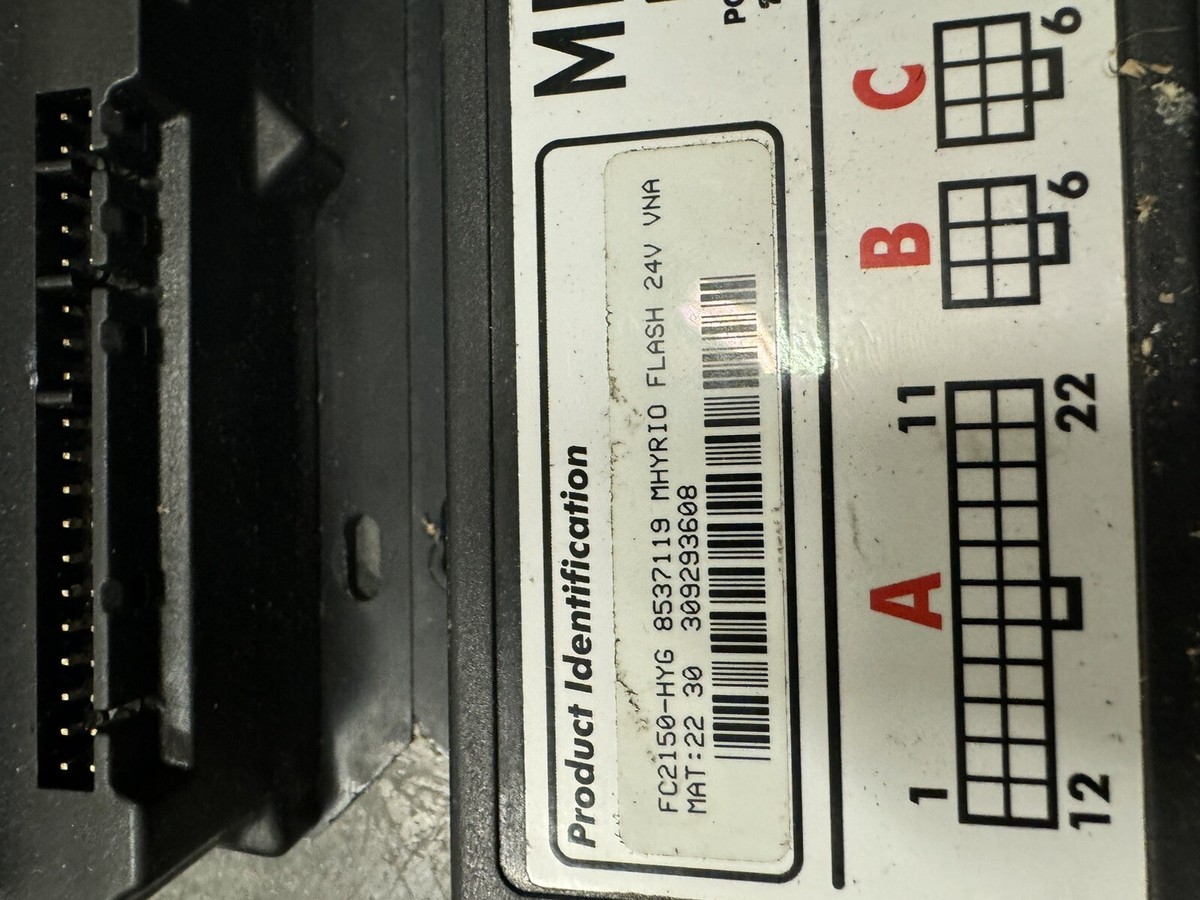 Product Identification
FC2150-HYG 8537119 MHYRIO FLASH 24V VNA
MAT:22 30 309293608
A
B
C
1
11
12
22
6
6